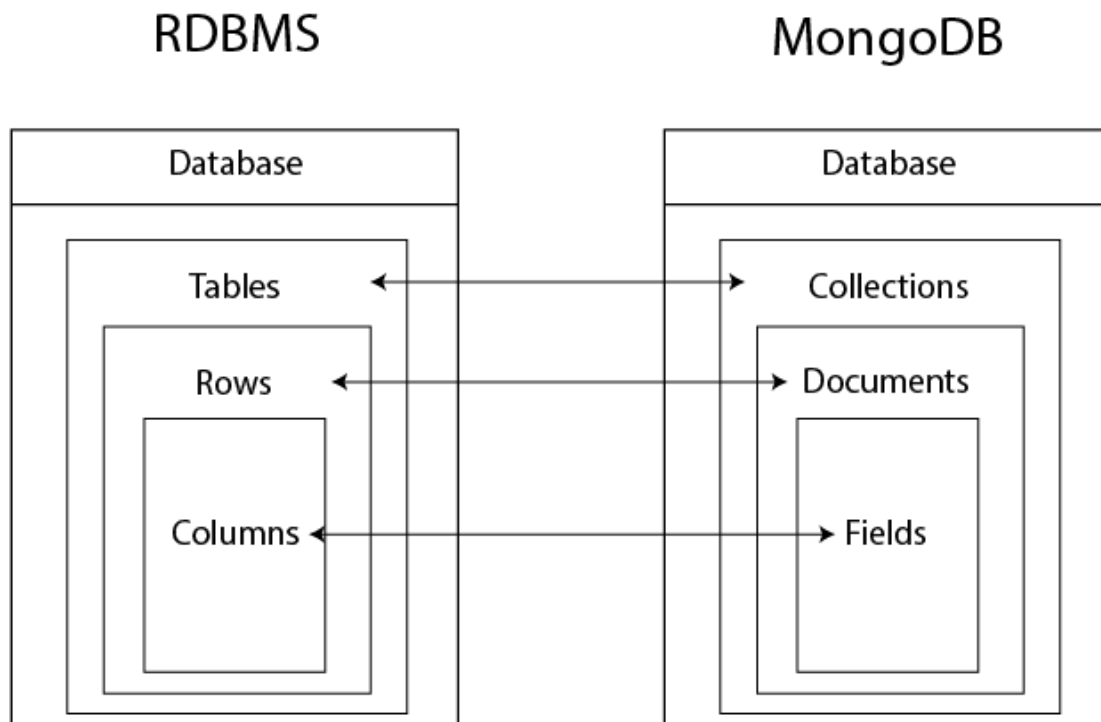 RDBMS
MongoDB
Database
Database
Tables
Collections
Rows
Documents
Columns
Fields